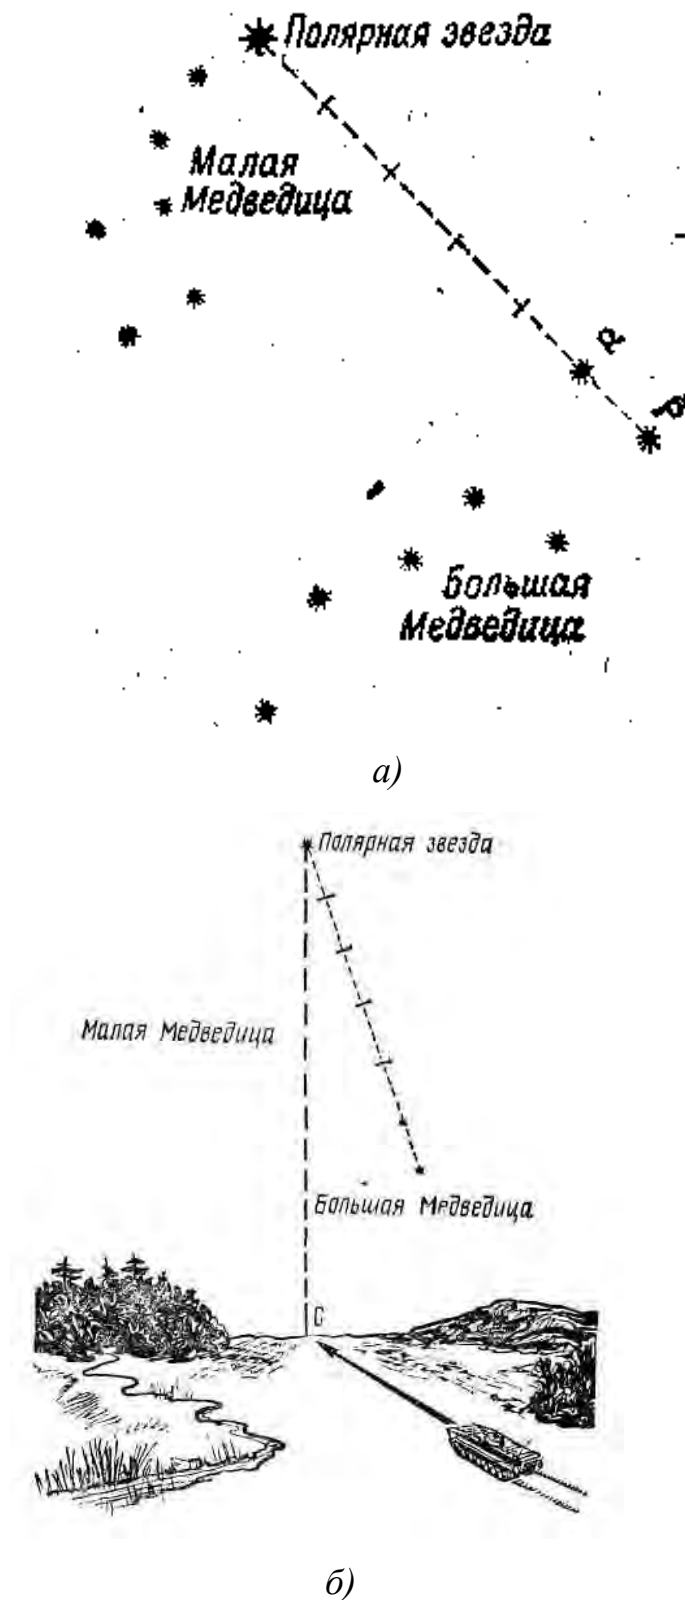 Полярная звезда
Малая
Медведица
α
β
Большая
Медведица
а)
Полярная звезда
Малая Медведица
Большая Медведица
С
б)